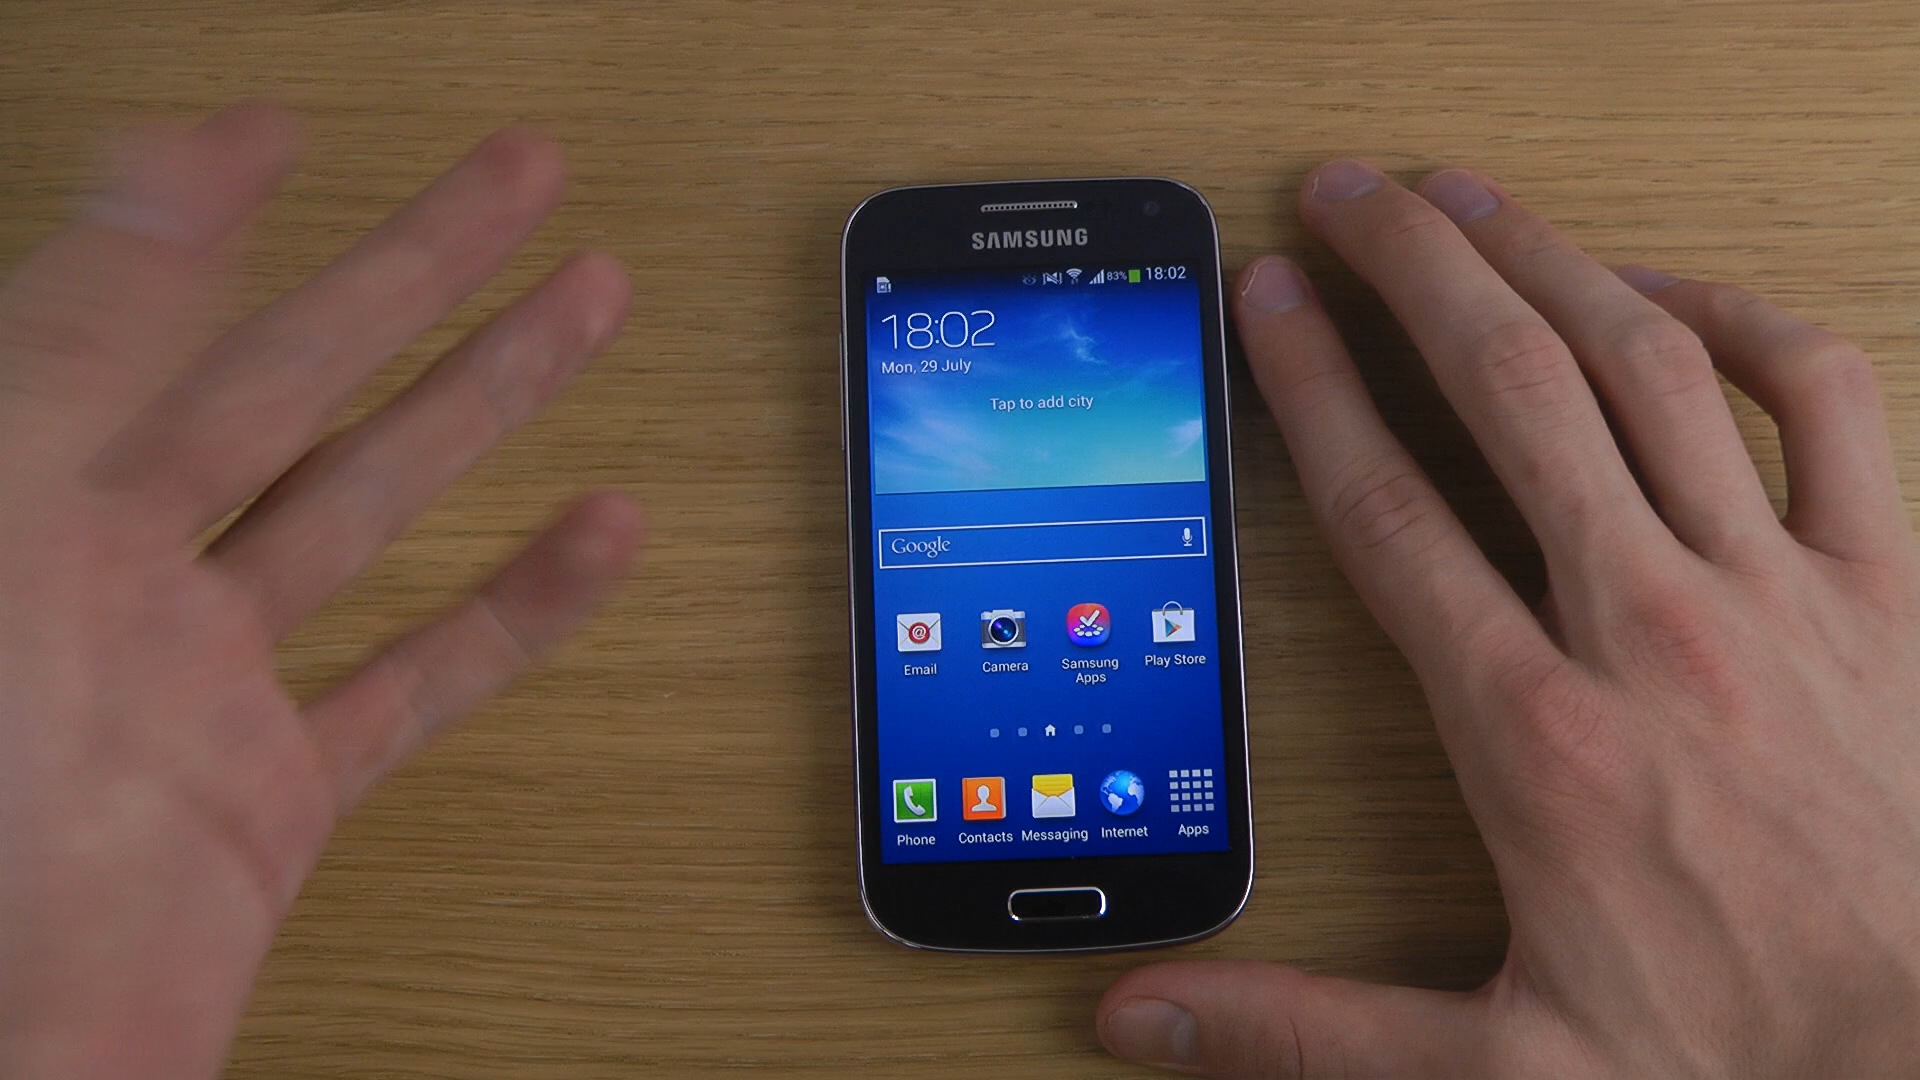 SAMSUNG
83% 18:02
18:02
Mon, 29 July
Tap to add city
Google
Email
Camera
Samsung Apps
Play Store
Phone
Contacts
Messaging
Internet
Apps